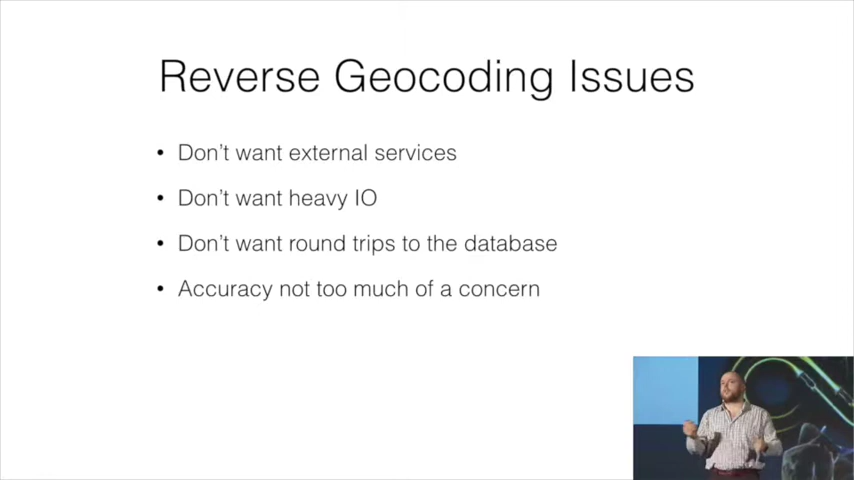 Reverse Geocoding Issues
• Don't want external services
• Don't want heavy IO
• Don't want round trips to the database
• Accuracy not too much of a concern